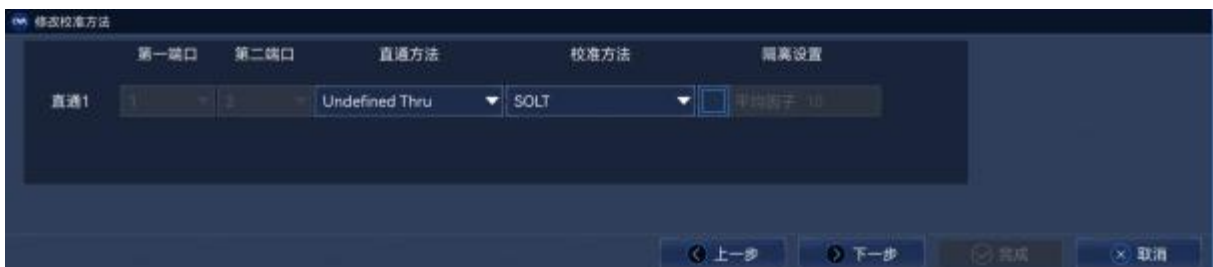 修改校准方法
第一端口 第二端口 直通方法 校准方法 隔离设置
直通1 1 2 Undefined Thru SOLT 平均因子 10
上一步 下一步 完成 取消